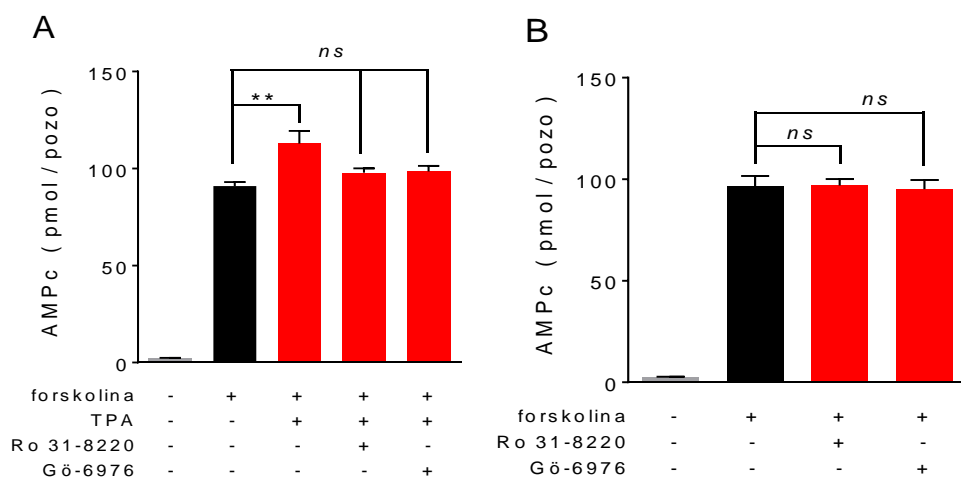 A
ns
**
150
100
50
0
AMPc ( pmol / pozo )
forskolina - + + + +
TPA - - + + +
Ro 31-8220 - - - + -
Gö-6976 - - - - +
B
ns
ns
150
100
50
0
AMPc ( pmol / pozo )
forskolina - + + +
Ro 31-8220 - - + -
Gö-6976 - - - +